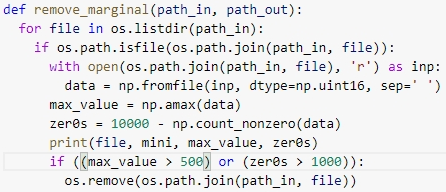 def remove_marginal(path_in, path_out):
  for file in os.listdir(path_in):
    if os.path.isfile(os.path.join(path_in, file)):
      with open(os.path.join(path_in, file), 'r') as inp:
        data = np.fromfile(inp, dtype=np.uint16, sep=' ')
      max_value = np.amax(data)
      zer0s = 10000 - np.count_nonzero(data)
      print(file, mini, max_value, zer0s)
      if ((max_value > 500) or (zer0s > 1000)):
        os.remove(os.path.join(path_in, file))